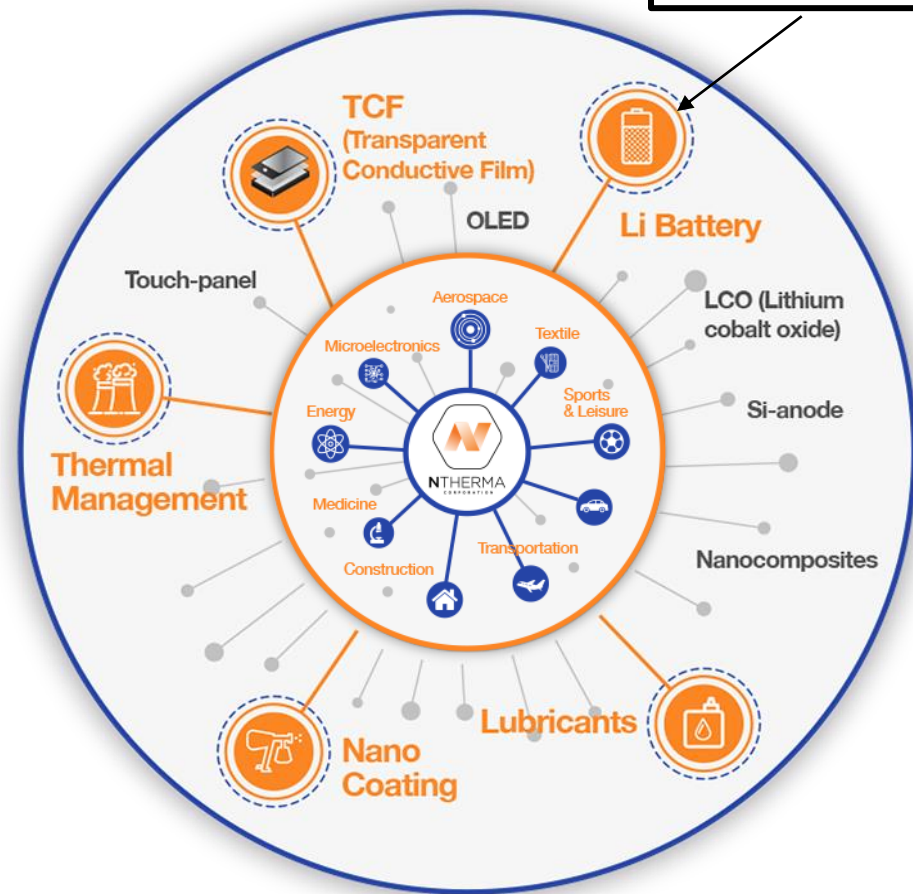 TCF
(Transparent
Conductive Film)
OLED
Li Battery
Touch-panel
LCO (Lithium
cobalt oxide)
Aerospace
Microelectronics
Textile
Energy
Sports
& Leisure
Si-anode
NTHERMA
CORPORATION
Thermal
Management
Medicine
Transportation
Construction
Nanocomposites
Lubricants
Nano
Coating